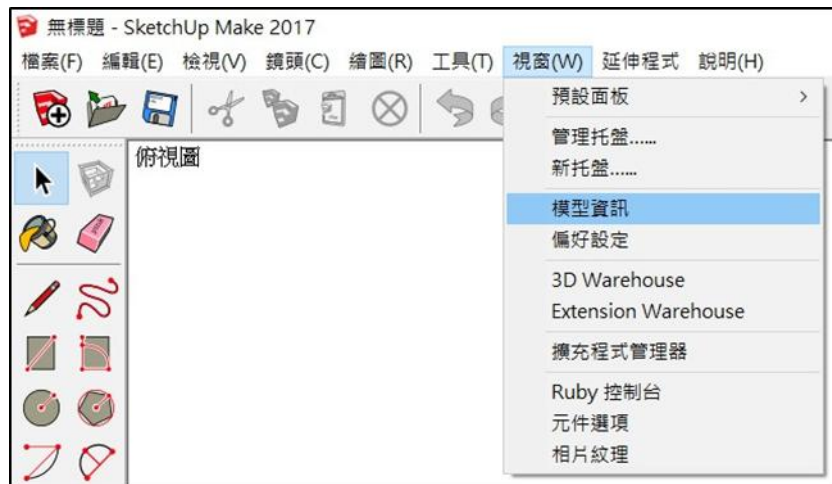 無標題 - SketchUp Make 2017
檔案(F) 編輯(E) 檢視(V) 鏡頭(C) 繪圖(R) 工具(T) 視窗(W) 延伸程式 說明(H)
俯視圖
預設面板 >
管理托盤......
新托盤......
模型資訊
偏好設定
3D Warehouse
Extension Warehouse
擴充程式管理器
Ruby 控制台
元件選項
相片紋理